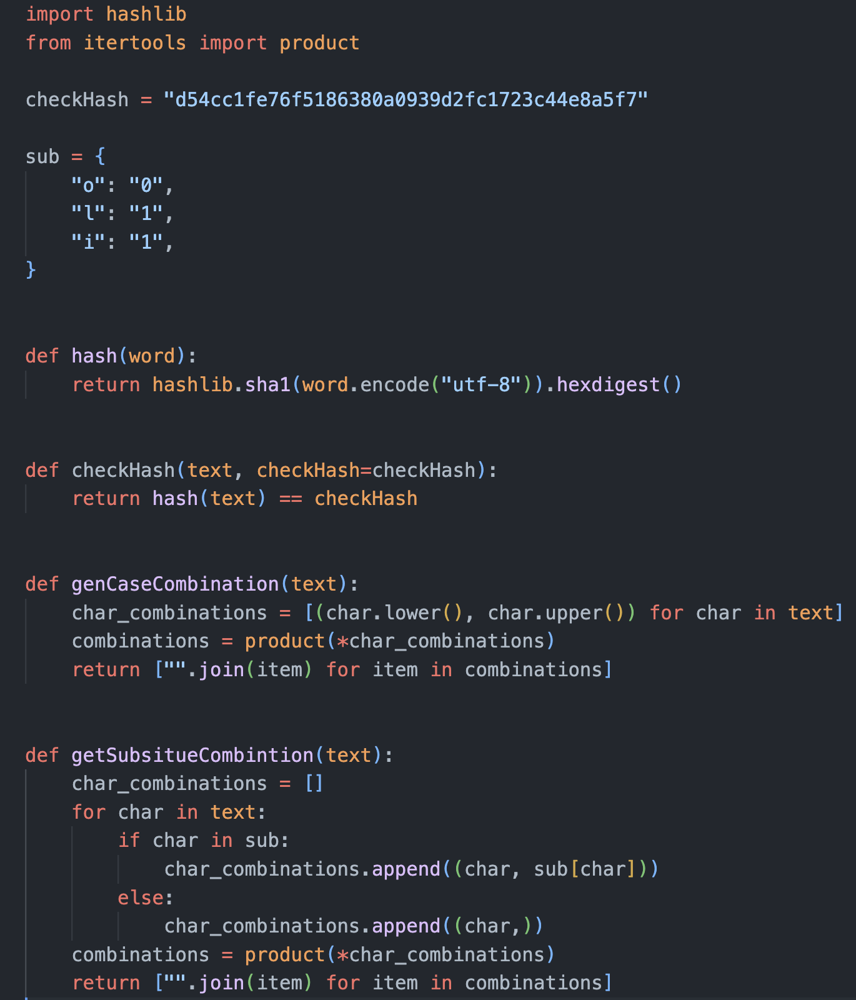 import hashlib
from itertools import product
checkHash = "d54cc1fe76f5186380a0939d2fc1723c44e8a5f7"
sub = {
    "o": "0",
    "l": "1",
    "i": "1",
}
def hash(word):
    return hashlib.sha1(word.encode("utf-8")).hexdigest()
def checkHash(text, checkHash=checkHash):
    return hash(text) == checkHash
def genCaseCombination(text):
    char_combinations = [(char.lower(), char.upper()) for char in text]
    combinations = product(*char_combinations)
    return ["".join(item) for item in combinations]
def getSubsitueCombintion(text):
    char_combinations = []
    for char in text:
        if char in sub:
            char_combinations.append((char, sub[char]))
        else:
            char_combinations.append((char,))
    combinations = product(*char_combinations)
    return ["".join(item) for item in combinations]